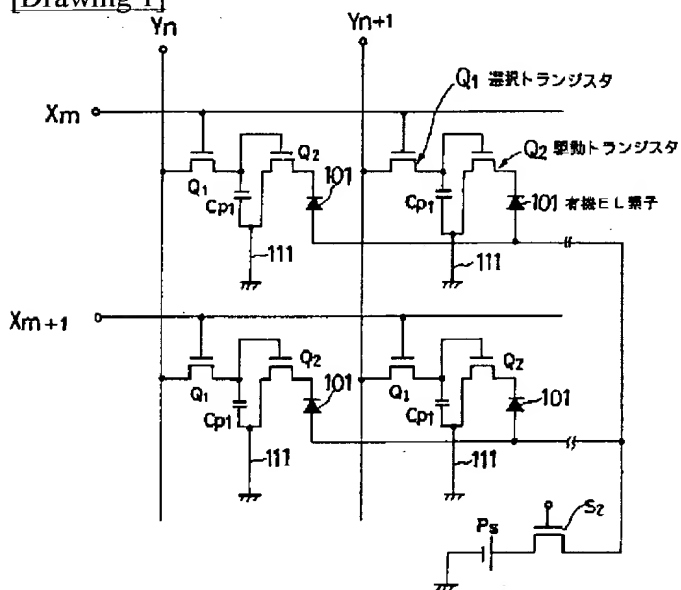 [Drawing 1]
Yn
Yn+1
Q1 選択トランジスタ
Xm
Q2
Q2 駆動トランジスタ
Q1
101
Cp1
Cp1
101 有機EL素子
111
111
Xm+1
Q2
Q2
Q1
101
Q1
101
Cp1
Cp1
111
111
S2
Ps